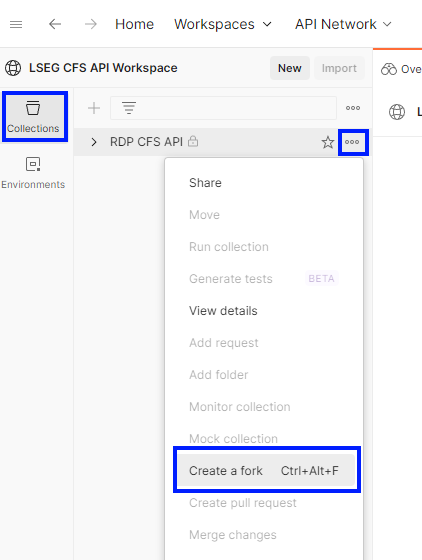 Home Workspaces API Network
LSEG CFS API Workspace New Import Ove
Collections
L
RDP CFS API
Environments
Share
Move
Run collection
Generate tests BETA
View details
Add request
Add folder
Monitor collection
Mock collection
Create a fork Ctrl+Alt+F
Create pull request
Merge changes